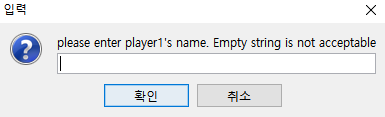 입력
please enter player1's name. Empty string is not acceptable
확인
취소